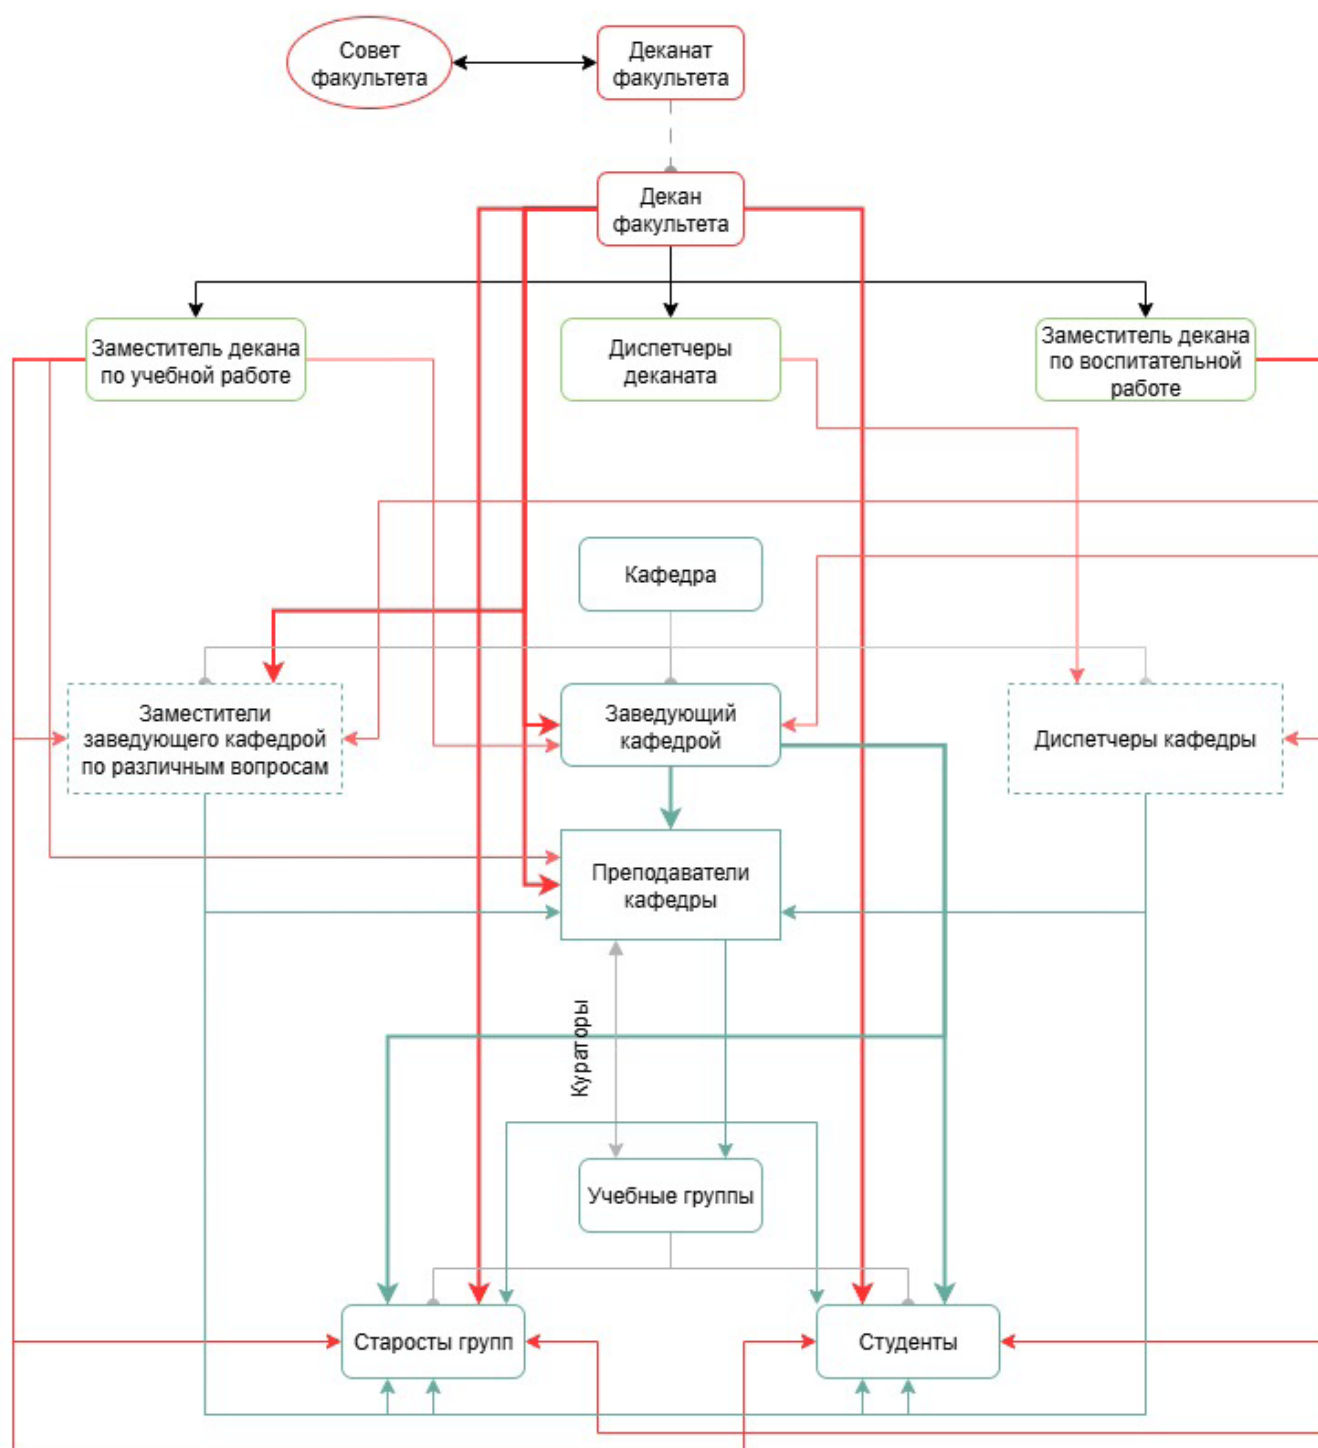 Совет
факультета
Деканат
факультета
Декан
факультета
Заместитель декана
по учебной работе
Диспетчеры
деканата
Заместитель декана
по воспитательной
работе
Кафедра
Заместители
заведующего кафедрой
по различным вопросам
Заведующий
кафедрой
Диспетчеры кафедры
Преподаватели
кафедры
Кураторы
Учебные группы
Старосты групп
Студенты